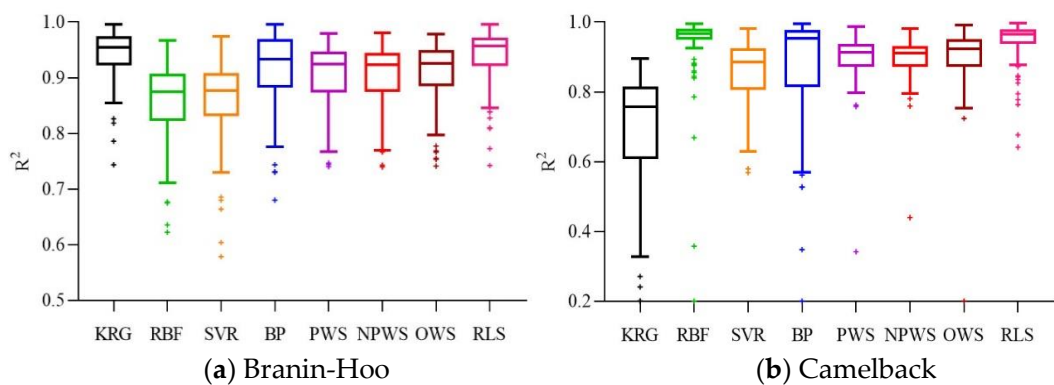 1.0
0.9
0.8
0.7
0.6
0.5
R²
KRG RBF SVR BP PWS NPWS OWS RLS
(a) Branin-Hoo
1.0
0.8
0.6
0.4
0.2
R²
KRG RBF SVR BP PWS NPWS OWS RLS
(b) Camelback